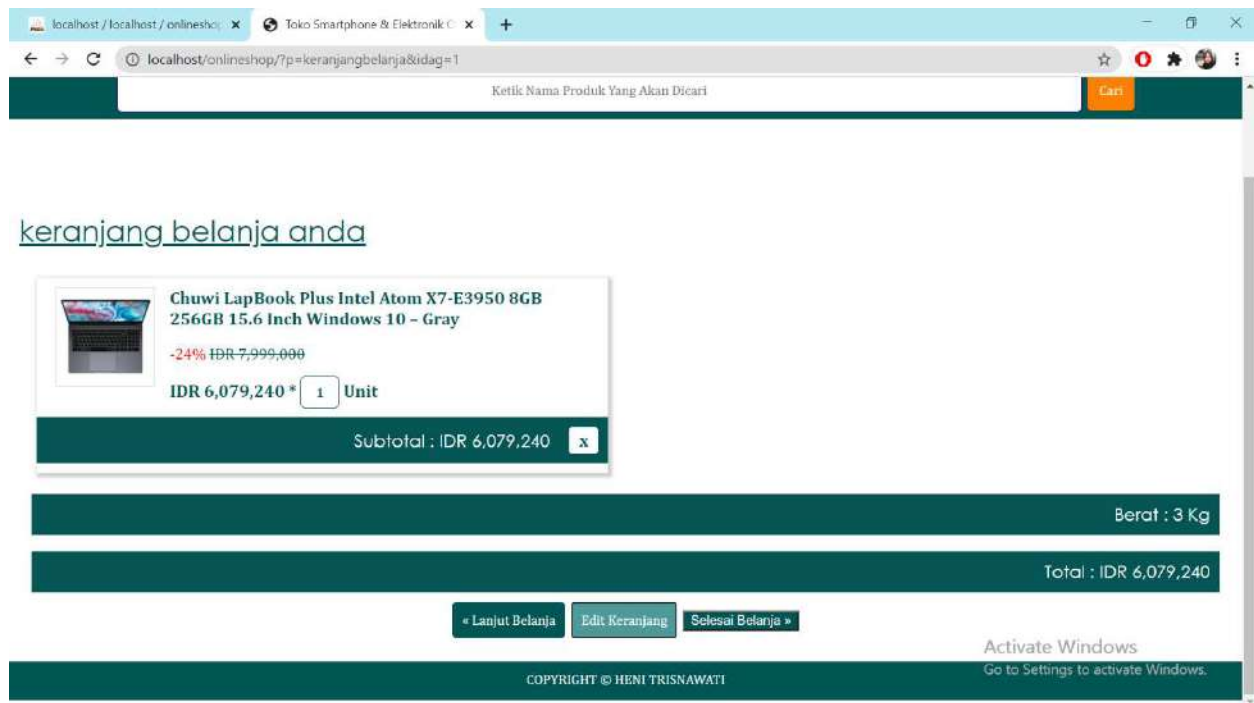 localhost / localhost / onlineshop
Toko Smartphone & Elektronik
localhost/onlineshop/?p=keranjangbelanja&idag=1
Ketik Nama Produk Yang Akan Dicari
Cari
keranjang belanja anda
Chuwi LapBook Plus Intel Atom X7-E3950 8GB
256GB 15.6 Inch Windows 10 – Gray
-24% IDR 7,999,000
IDR 6,079,240 * 1 Unit
Subtotal : IDR 6,079,240 x
Berat : 3 Kg
Total : IDR 6,079,240
« Lanjut Belanja Edit Keranjang Selesai Belanja »
Activate Windows
Go to Settings to activate Windows.
COPYRIGHT © HENI TRISNAWATI